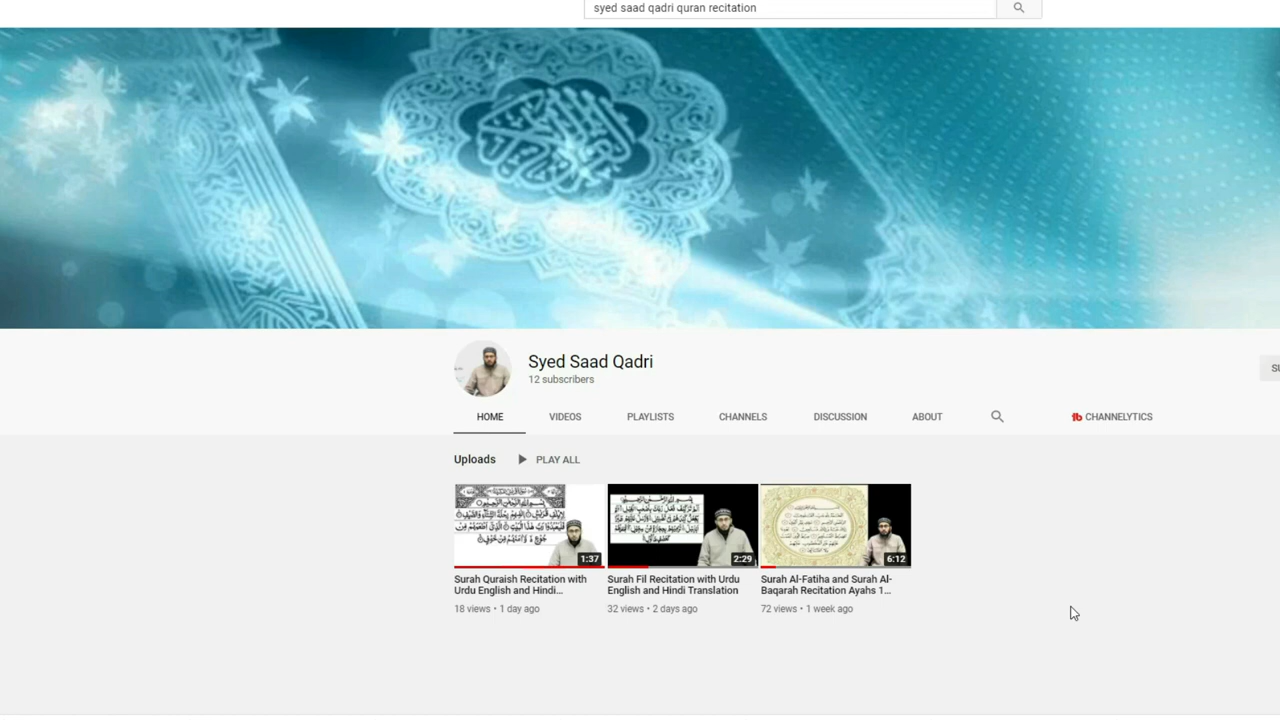 syed saad qadri quran recitation
Syed Saad Qadri
12 subscribers
SU
HOME VIDEOS PLAYLISTS CHANNELS DISCUSSION ABOUT CHANNELYTICS
Uploads PLAY ALL
1:37 2:29 6:12
Surah Quraish Recitation with
Urdu English and Hindi...
18 views • 1 day ago
Surah Fil Recitation with Urdu
English and Hindi Translation
32 views • 2 days ago
Surah Al-Fatiha and Surah Al-
Baqarah Recitation Ayahs 1...
72 views • 1 week ago